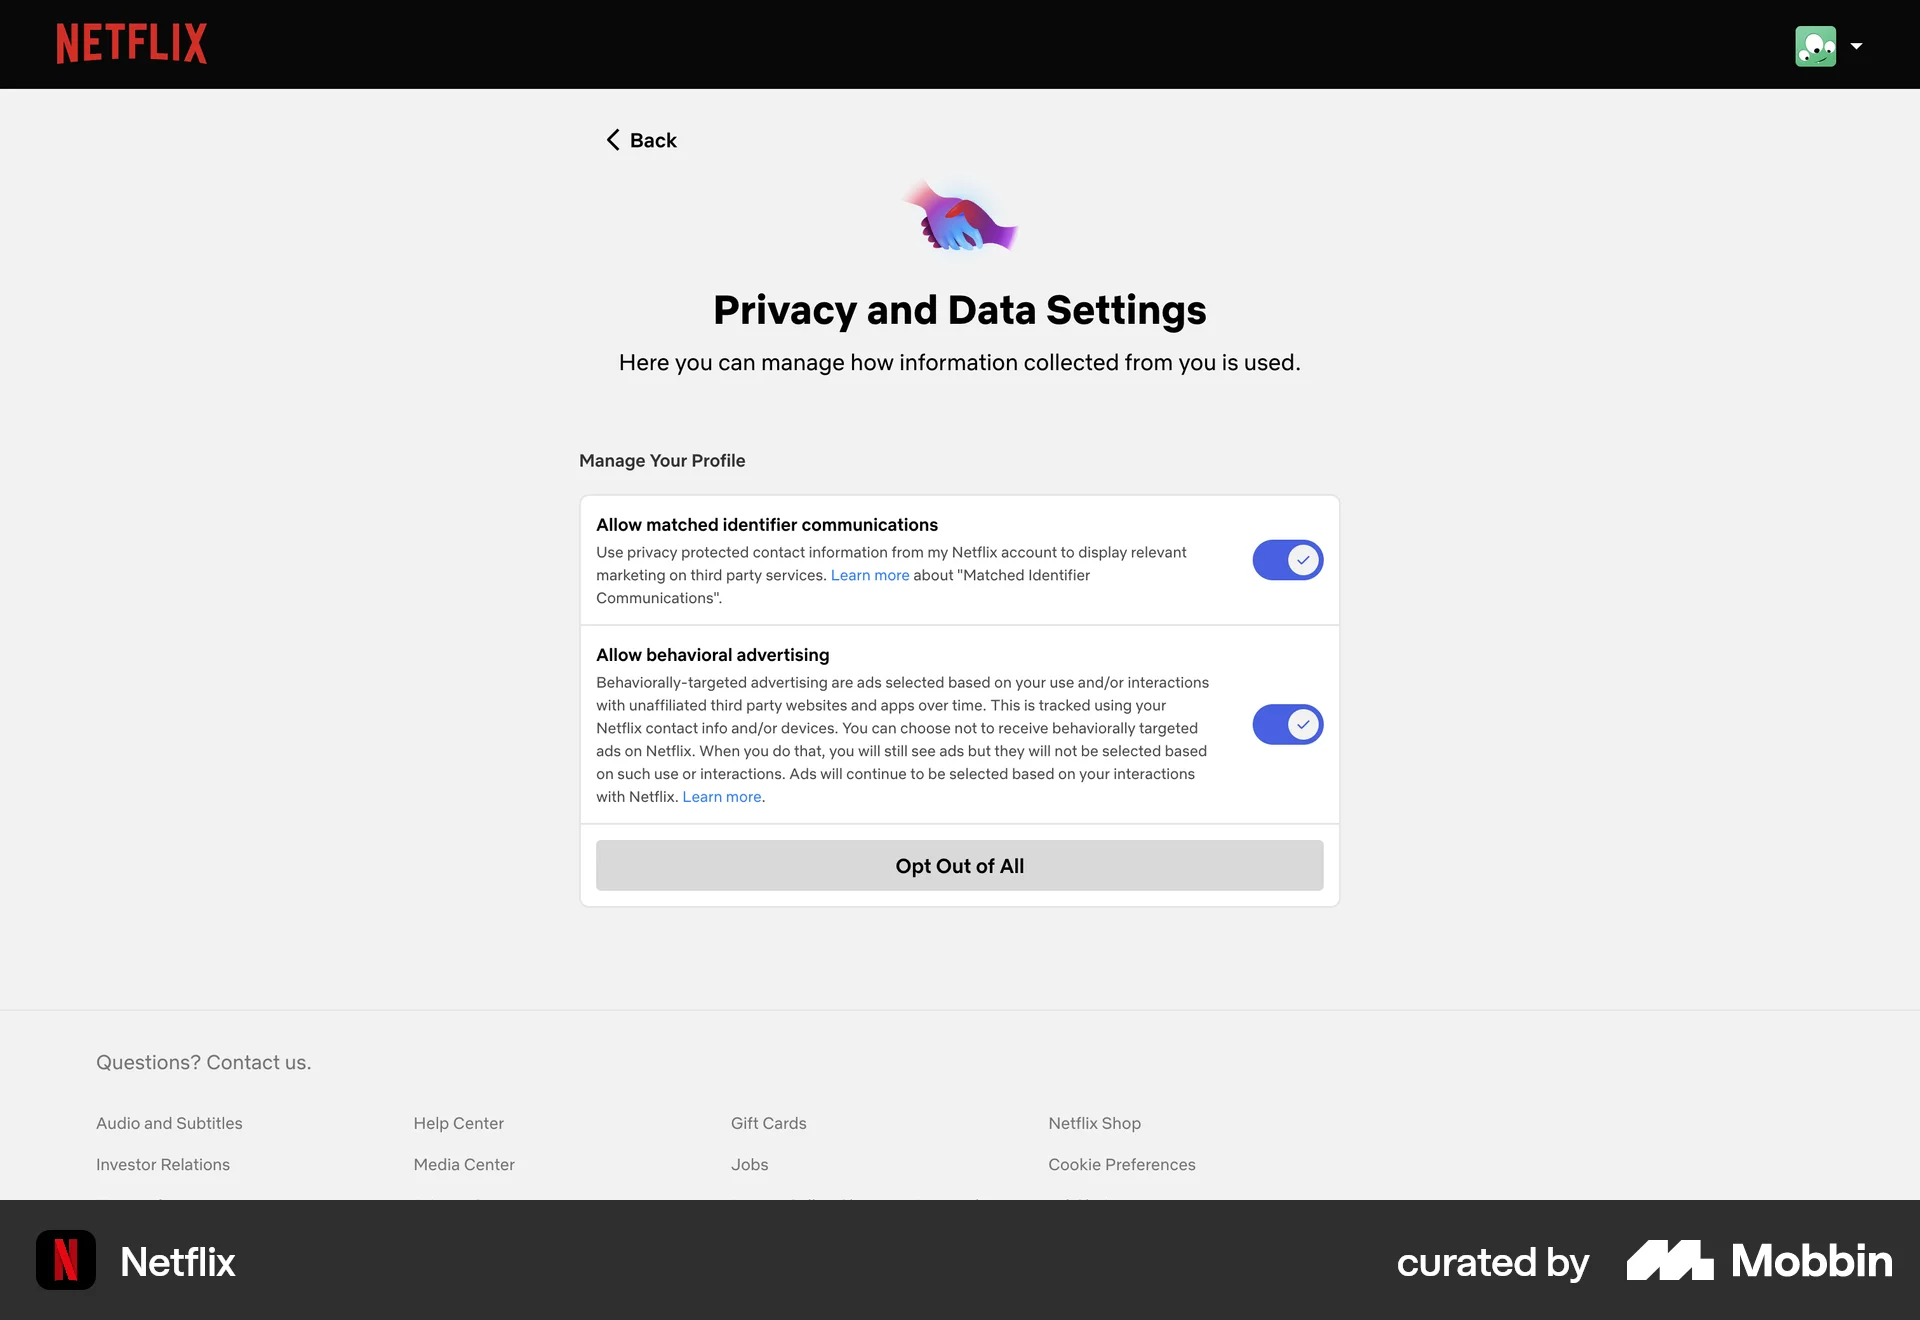 NETFLIX
Back
Privacy and Data Settings
Here you can manage how information collected from you is used.
Manage Your Profile
Allow matched identifier communications
Use privacy protected contact information from my Netflix account to display relevant
marketing on third party services. Learn more about "Matched Identifier
Communications".
Allow behavioral advertising
Behaviorally-targeted advertising are ads selected based on your use and/or interactions
with unaffiliated third party websites and apps over time. This is tracked using your
Netflix contact info and/or devices. You can choose not to receive behaviorally targeted
ads on Netflix. When you do that, you will still see ads but they will not be selected based
on such use or interactions. Ads will continue to be selected based on your interactions
with Netflix. Learn more.
Opt Out of All
Questions? Contact us.
Audio and Subtitles Help Center Gift Cards Netflix Shop
Investor Relations Media Center Jobs Cookie Preferences
N Netflix curated by Mobbin